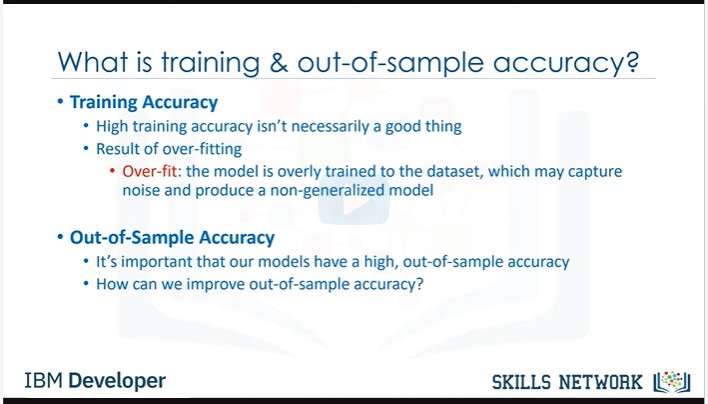 What is training & out-of-sample accuracy?
• Training Accuracy
• High training accuracy isn't necessarily a good thing
• Result of over-fitting
• Over-fit: the model is overly trained to the dataset, which may capture
noise and produce a non-generalized model
• Out-of-Sample Accuracy
• It's important that our models have a high, out-of-sample accuracy
• How can we improve out-of-sample accuracy?
IBM Developer
SKILLS NETWORK